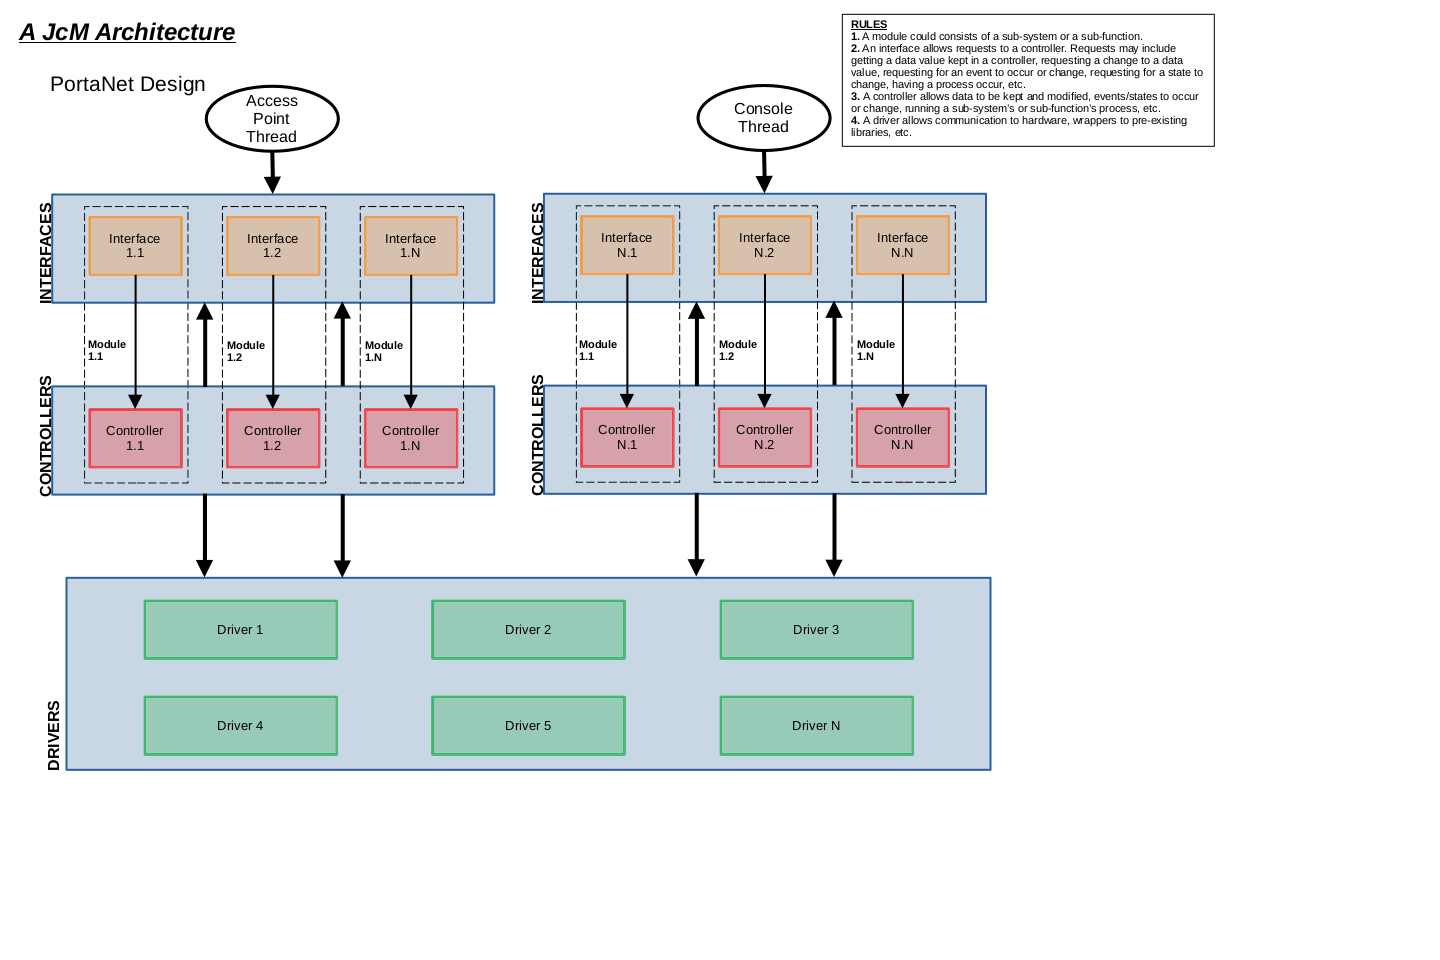 A JcM Architecture
PortaNet Design
Access
Point
Thread
Console
Thread
RULES
1. A module could consists of a sub-system or a sub-function.
2. An interface allows requests to a controller. Requests may include
getting a data value kept in a controller, requesting a change to a data
value, requesting for an event to occur or change, requesting for a state to
change, having a process occur, etc.
3. A controller allows data to be kept and modified, events/states to occur
or change, running a sub-system's or sub-function's process, etc.
4. A driver allows communication to hardware, wrappers to pre-existing
libraries, etc.
INTERFACES
Interface
1.1
Interface
1.2
Interface
1.N
Module
1.1
Module
1.2
Module
1.N
CONTROLLERS
Controller
1.1
Controller
1.2
Controller
1.N
INTERFACES
Interface
N.1
Interface
N.2
Interface
N.N
Module
1.1
Module
1.2
Module
1.N
CONTROLLERS
Controller
N.1
Controller
N.2
Controller
N.N
DRIVERS
Driver 1
Driver 2
Driver 3
Driver 4
Driver 5
Driver N